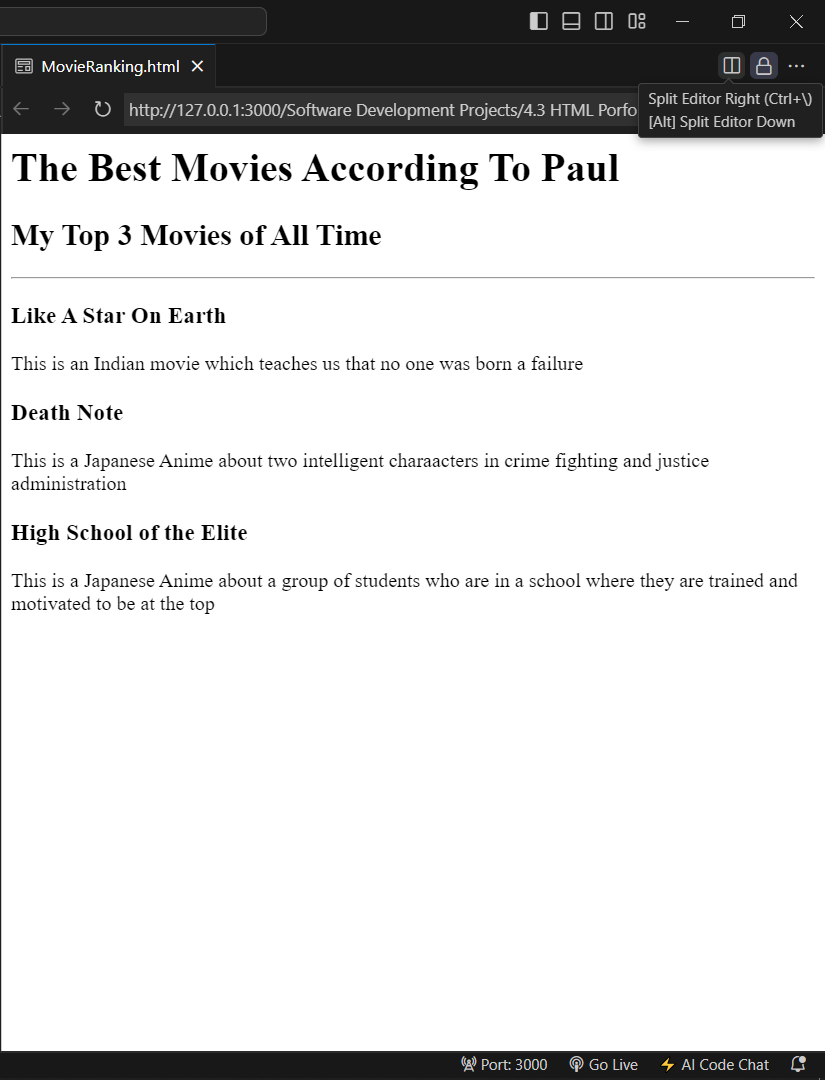 MovieRanking.html
Split Editor Right (Ctrl+\)
http://127.0.0.1:3000/Software Development Projects/4.3 HTML Porfo
[Alt] Split Editor Down
The Best Movies According To Paul
My Top 3 Movies of All Time
Like A Star On Earth
This is an Indian movie which teaches us that no one was born a failure
Death Note
This is a Japanese Anime about two intelligent charaacters in crime fighting and justice
administration
High School of the Elite
This is a Japanese Anime about a group of students who are in a school where they are trained and
motivated to be at the top
Port: 3000 Go Live AI Code Chat